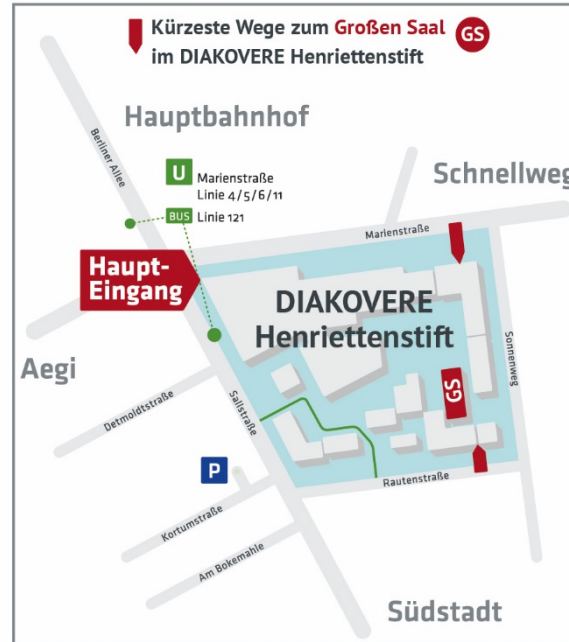 Kürzeste Wege zum Großen Saal GS
im DIAKOVERE Henriettenstift
Hauptbahnhof
Berliner Allee
U Marienstraße
Linie 4/5/6/11
BUS Linie 121
Schnellweg
Marienstraße
Haupt-
Eingang
DIAKOVERE
Henriettenstift
Sonnenweg
Aegi
GS
Detmoldtstraße
Sallstraße
P
Rautenstraße
Kortumstraße
Am Bokemahle
Südstadt